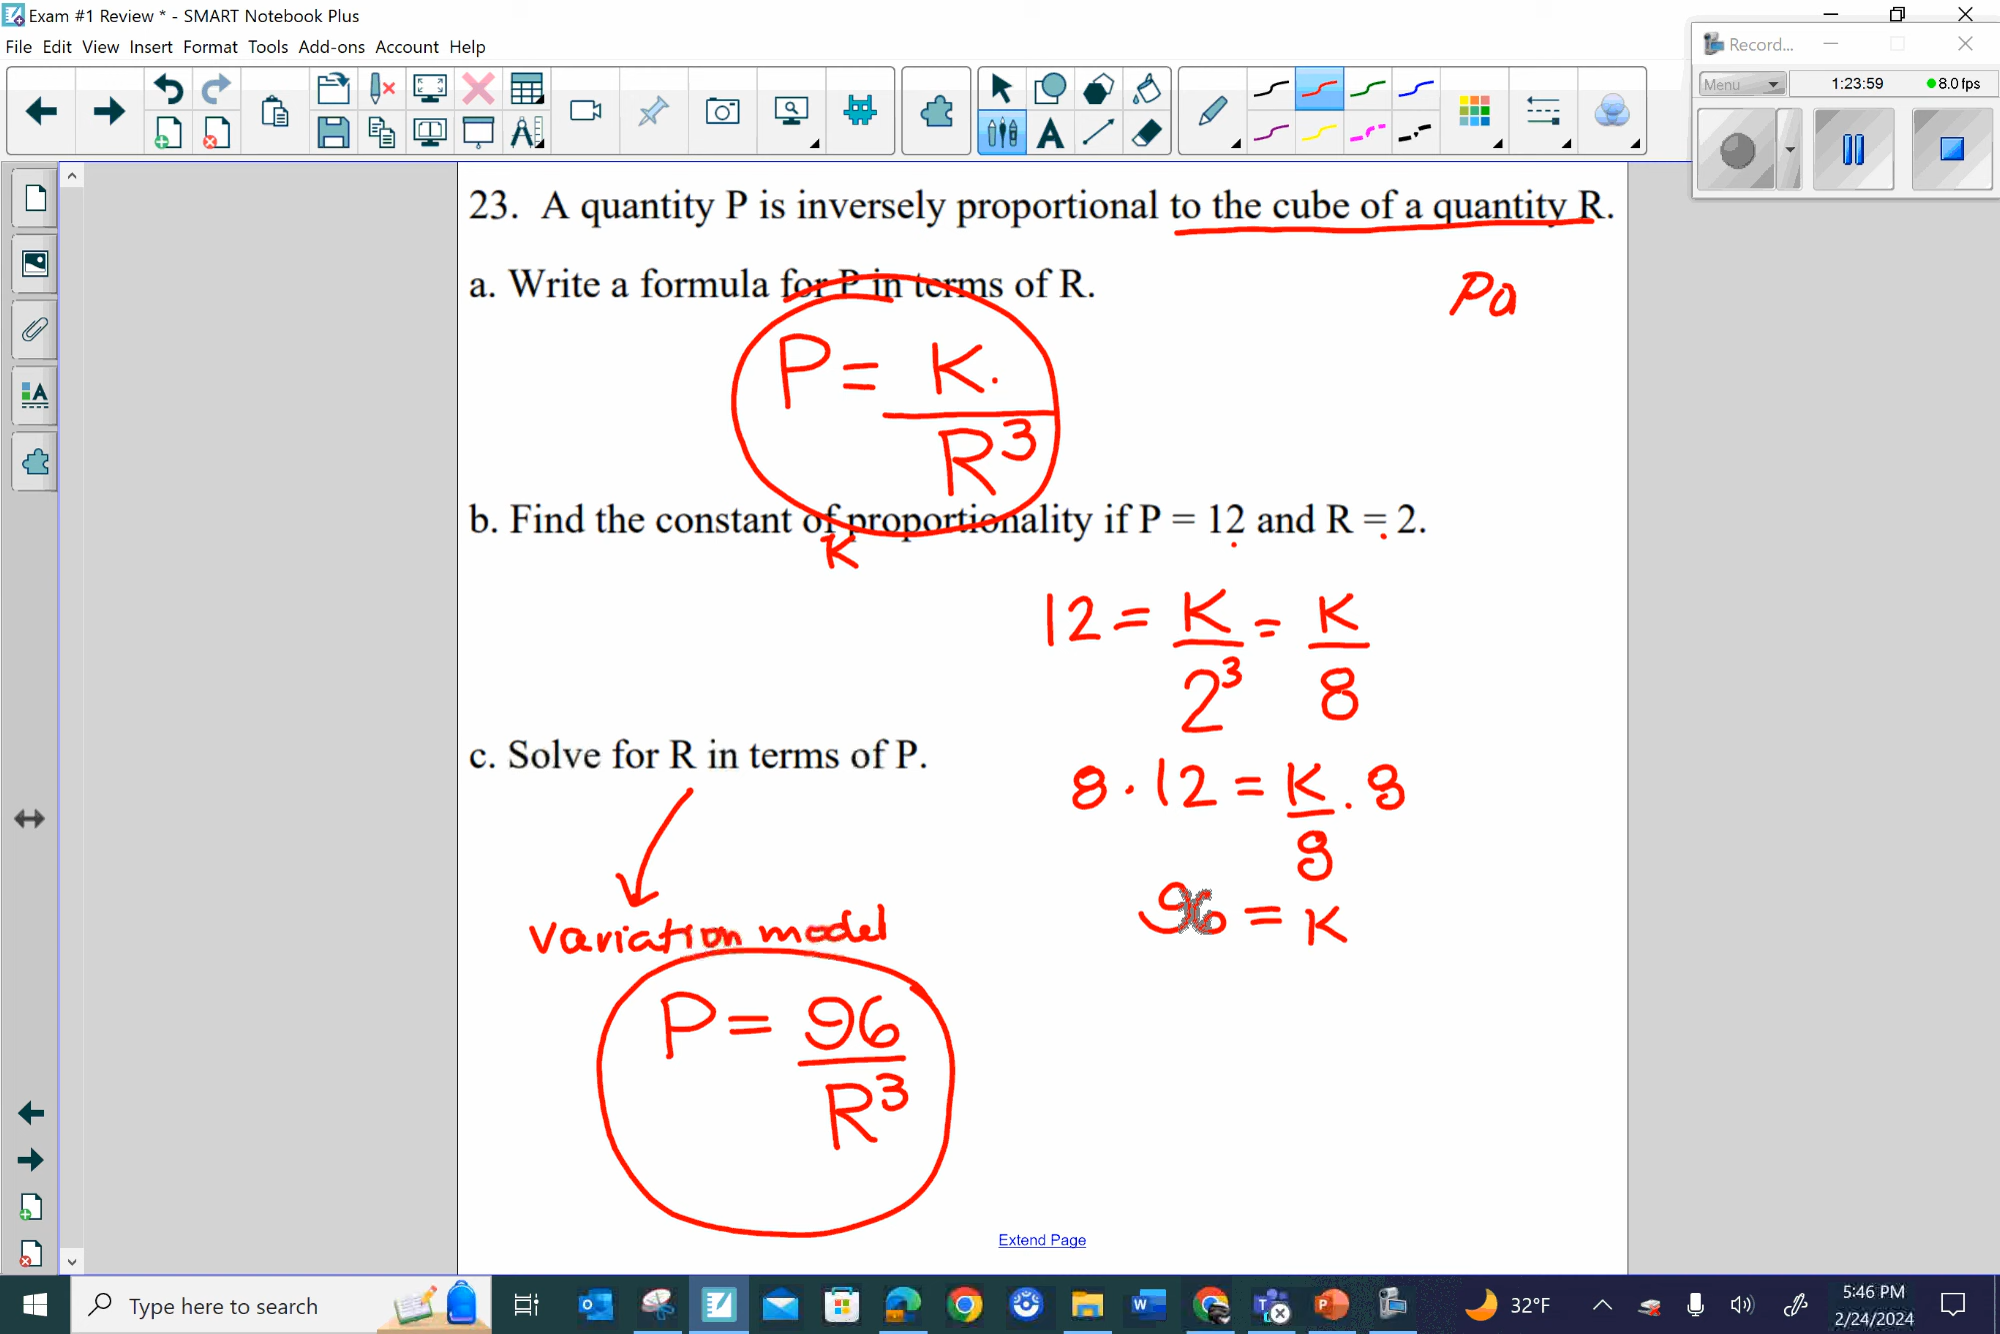 Exam #1 Review * - SMART Notebook Plus
File Edit View Insert Format Tools Add-ons Account Help
Record...
Menu 1:23:59 8.0 fps
23. A quantity P is inversely proportional to the cube of a quantity R.
a. Write a formula for P in terms of R.
Pα
P = K.
R³
b. Find the constant of proportionality if P = 12 and R = 2.
K
12 = K/2³ = K/8
c. Solve for R in terms of P.
8 · 12 = K/8 . 8
96 = K
variation model
P = 96
R³
Extend Page
Type here to search
32°F
5:46 PM
2/24/2024